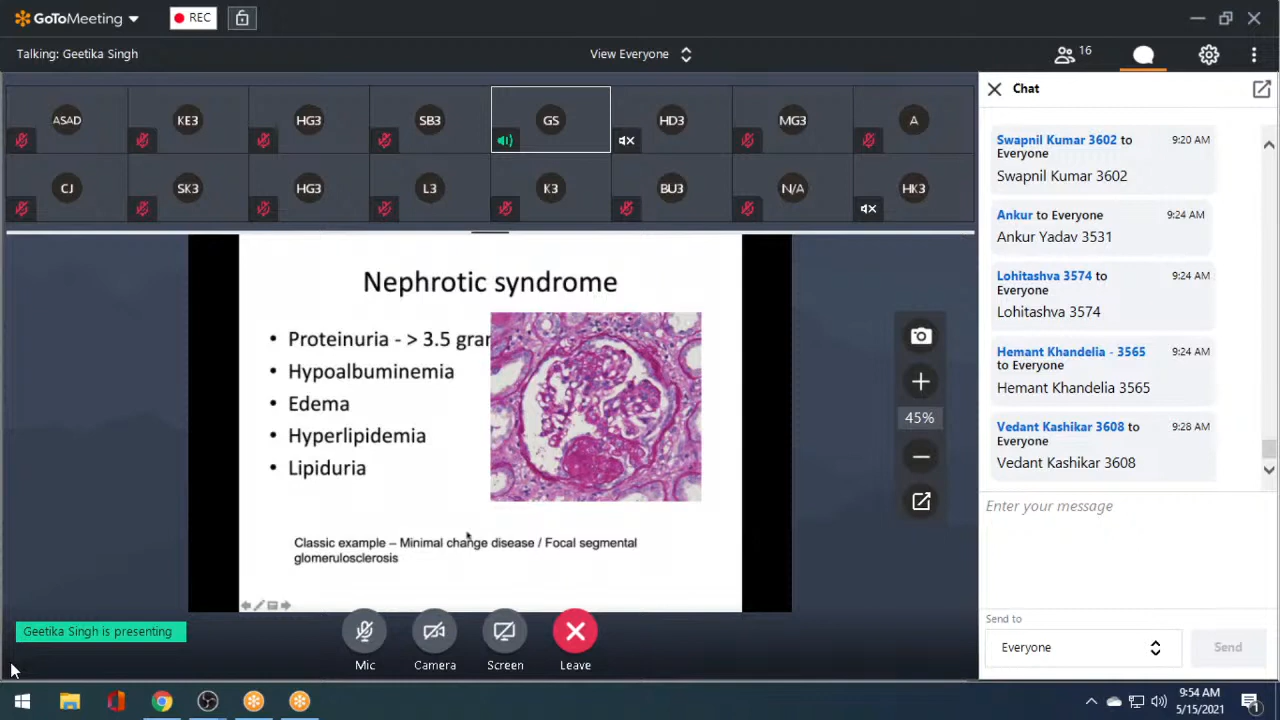 GoToMeeting
REC
Talking: Geetika Singh
View Everyone
16
ASAD
KE3
HG3
SB3
GS
HD3
MG3
A
CJ
SK3
HG3
L3
K3
BU3
N/A
HK3
Nephrotic syndrome
• Proteinuria - > 3.5 gran
• Hypoalbuminemia
• Edema
• Hyperlipidemia
• Lipiduria
Classic example – Minimal change disease / Focal segmental
glomerulosclerosis
45%
Geetika Singh is presenting
Mic
Camera
Screen
Leave
Chat
Swapnil Kumar 3602 to 9:20 AM
Everyone
Swapnil Kumar 3602
Ankur to Everyone 9:24 AM
Ankur Yadav 3531
Lohitashva 3574 to 9:24 AM
Everyone
Lohitashva 3574
Hemant Khandelia - 3565 9:24 AM
to Everyone
Hemant Khandelia 3565
Vedant Kashikar 3608 to 9:28 AM
Everyone
Vedant Kashikar 3608
Enter your message
Send to
Everyone
Send
9:54 AM
5/15/2021
1